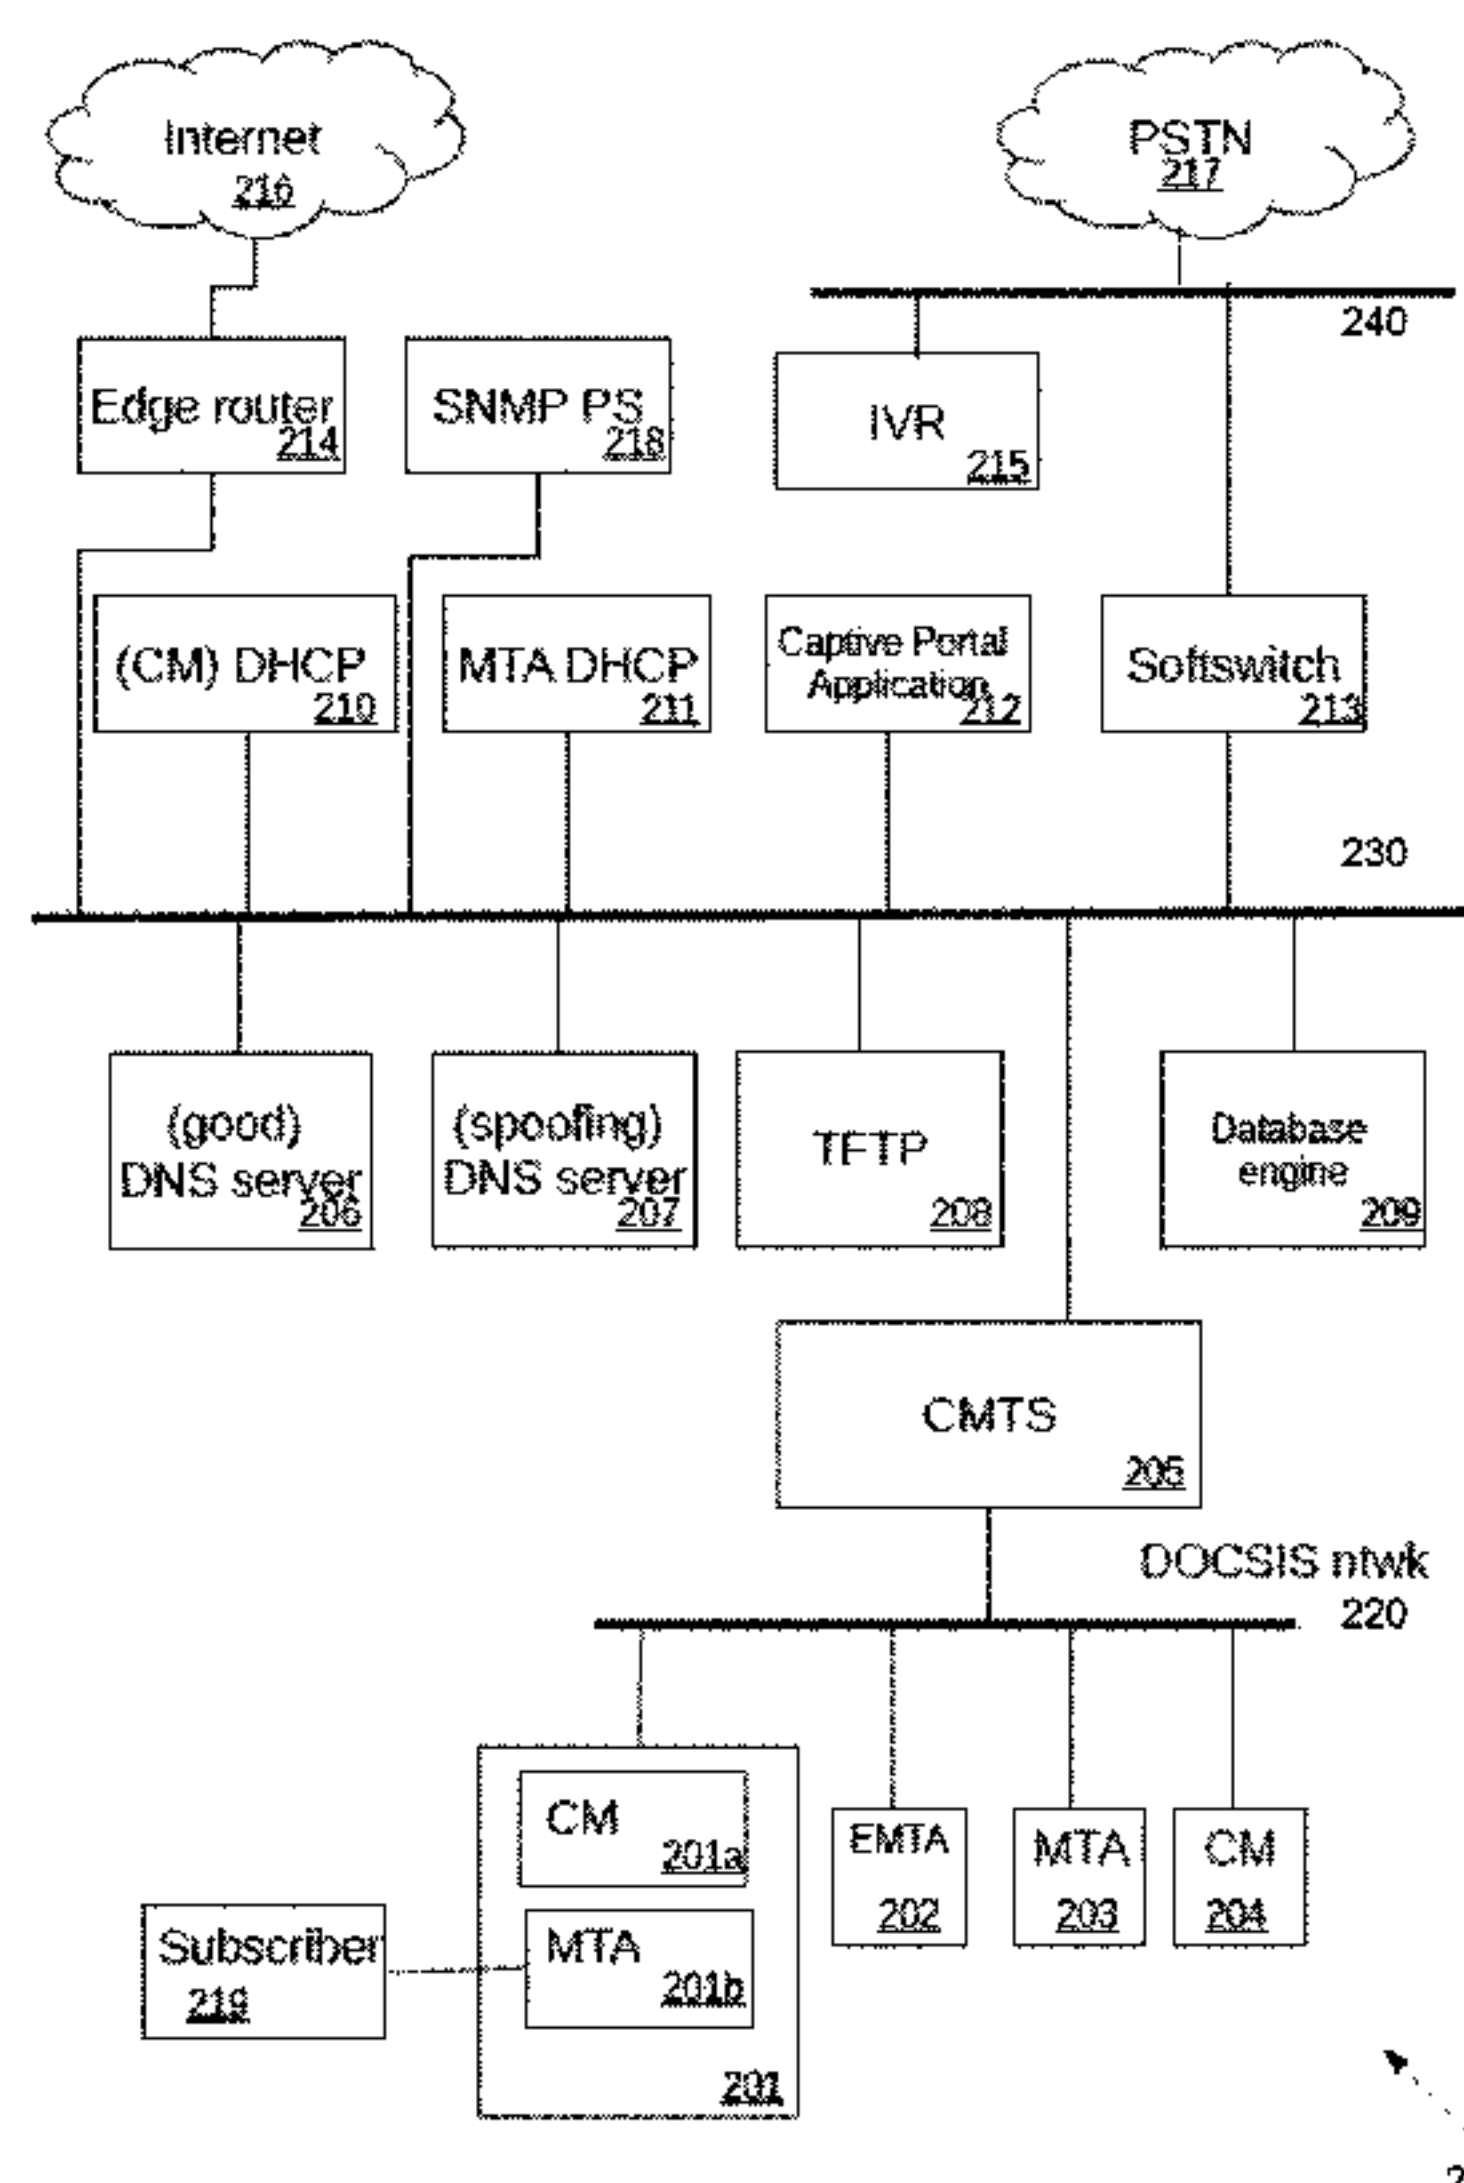 Internet
216
PSTN
217
240
Edge router
214
SNMP PS
218
IVR
215
(CM) DHCP
210
MTA DHCP
211
Captive Portal
Application
212
Softswitch
213
230
(good)
DNS server
206
(spoofing)
DNS server
207
TFTP
208
Database
engine
209
CMTS
205
DOCSIS ntwk
220
CM
201a
MTA
201b
201
EMTA
202
MTA
203
CM
204
Subscriber
219